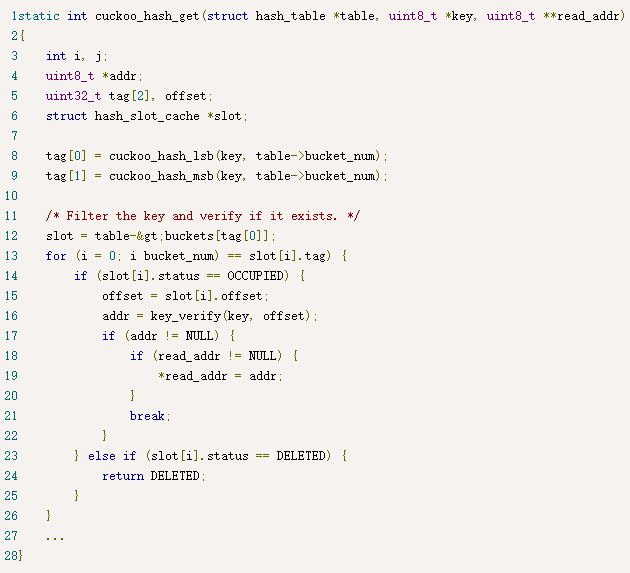 1static int cuckoo_hash_get(struct hash_table *table, uint8_t *key, uint8_t **read_addr)
2{
3    int i, j;
4    uint8_t *addr;
5    uint32_t tag[2], offset;
6    struct hash_slot_cache *slot;
7
8    tag[0] = cuckoo_hash_lsb(key, table->bucket_num);
9    tag[1] = cuckoo_hash_msb(key, table->bucket_num);
10
11    /* Filter the key and verify if it exists. */
12    slot = table-&gt;buckets[tag[0]];
13    for (i = 0; i bucket_num) == slot[i].tag) {
14        if (slot[i].status == OCCUPIED) {
15            offset = slot[i].offset;
16            addr = key_verify(key, offset);
17            if (addr != NULL) {
18                if (read_addr != NULL) {
19                    *read_addr = addr;
20                }
21                break;
22            }
23        } else if (slot[i].status == DELETED) {
24            return DELETED;
25        }
26    }
27    ...
28}